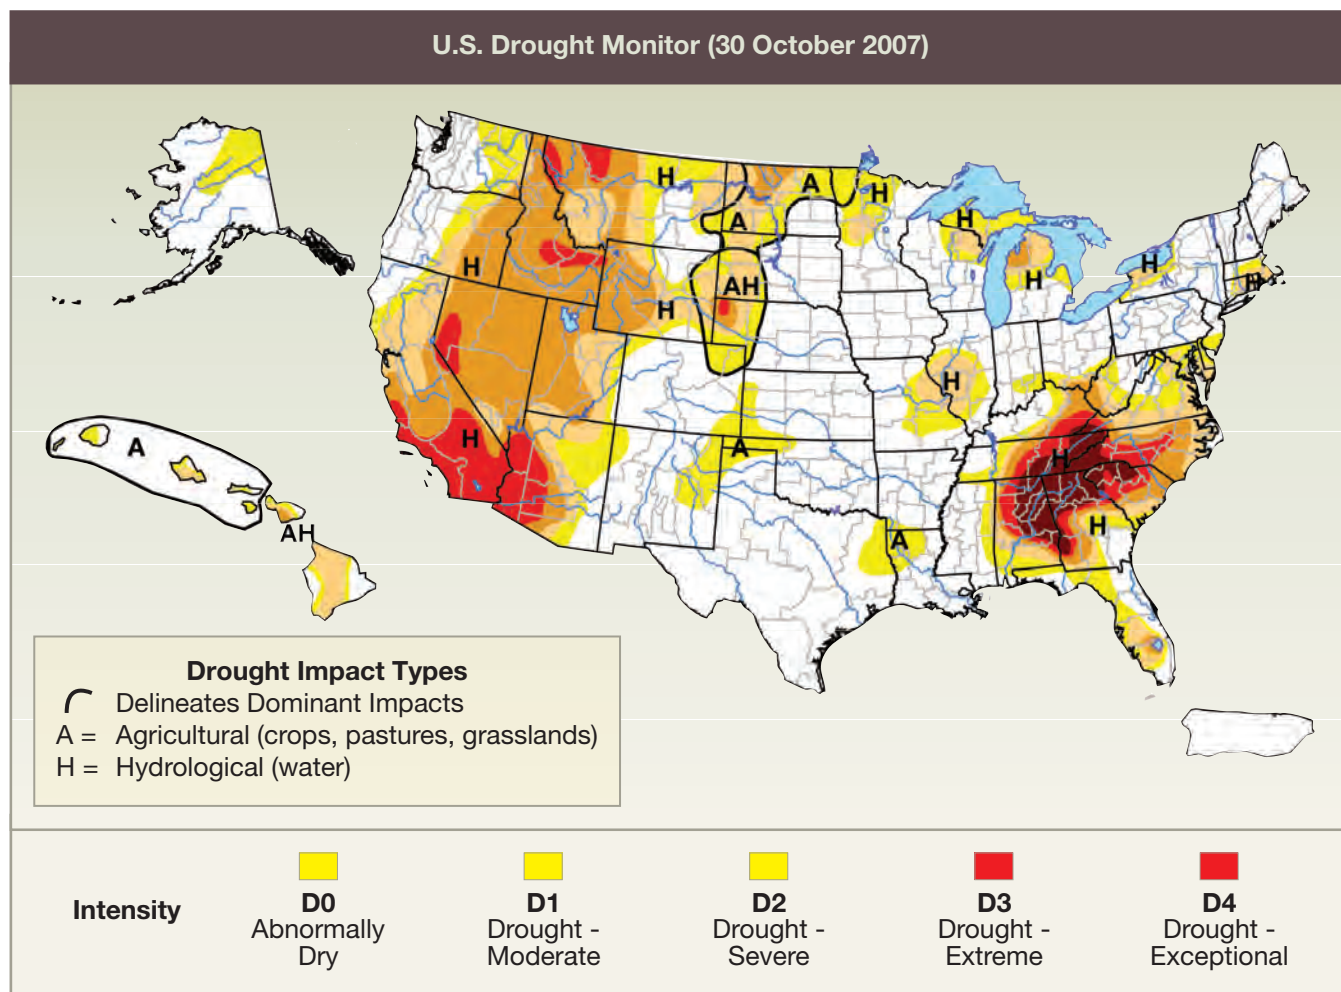 U.S. Drought Monitor (30 October 2007)
H
A
H
A
H
H
H
AH
H
H
H
H
H
A
H
A
H
H
A
AH
Drought Impact Types
Delineates Dominant Impacts
A = Agricultural (crops, pastures, grasslands)
H = Hydrological (water)
Intensity
D0
Abnormally
Dry
D1
Drought -
Moderate
D2
Drought -
Severe
D3
Drought -
Extreme
D4
Drought -
Exceptional